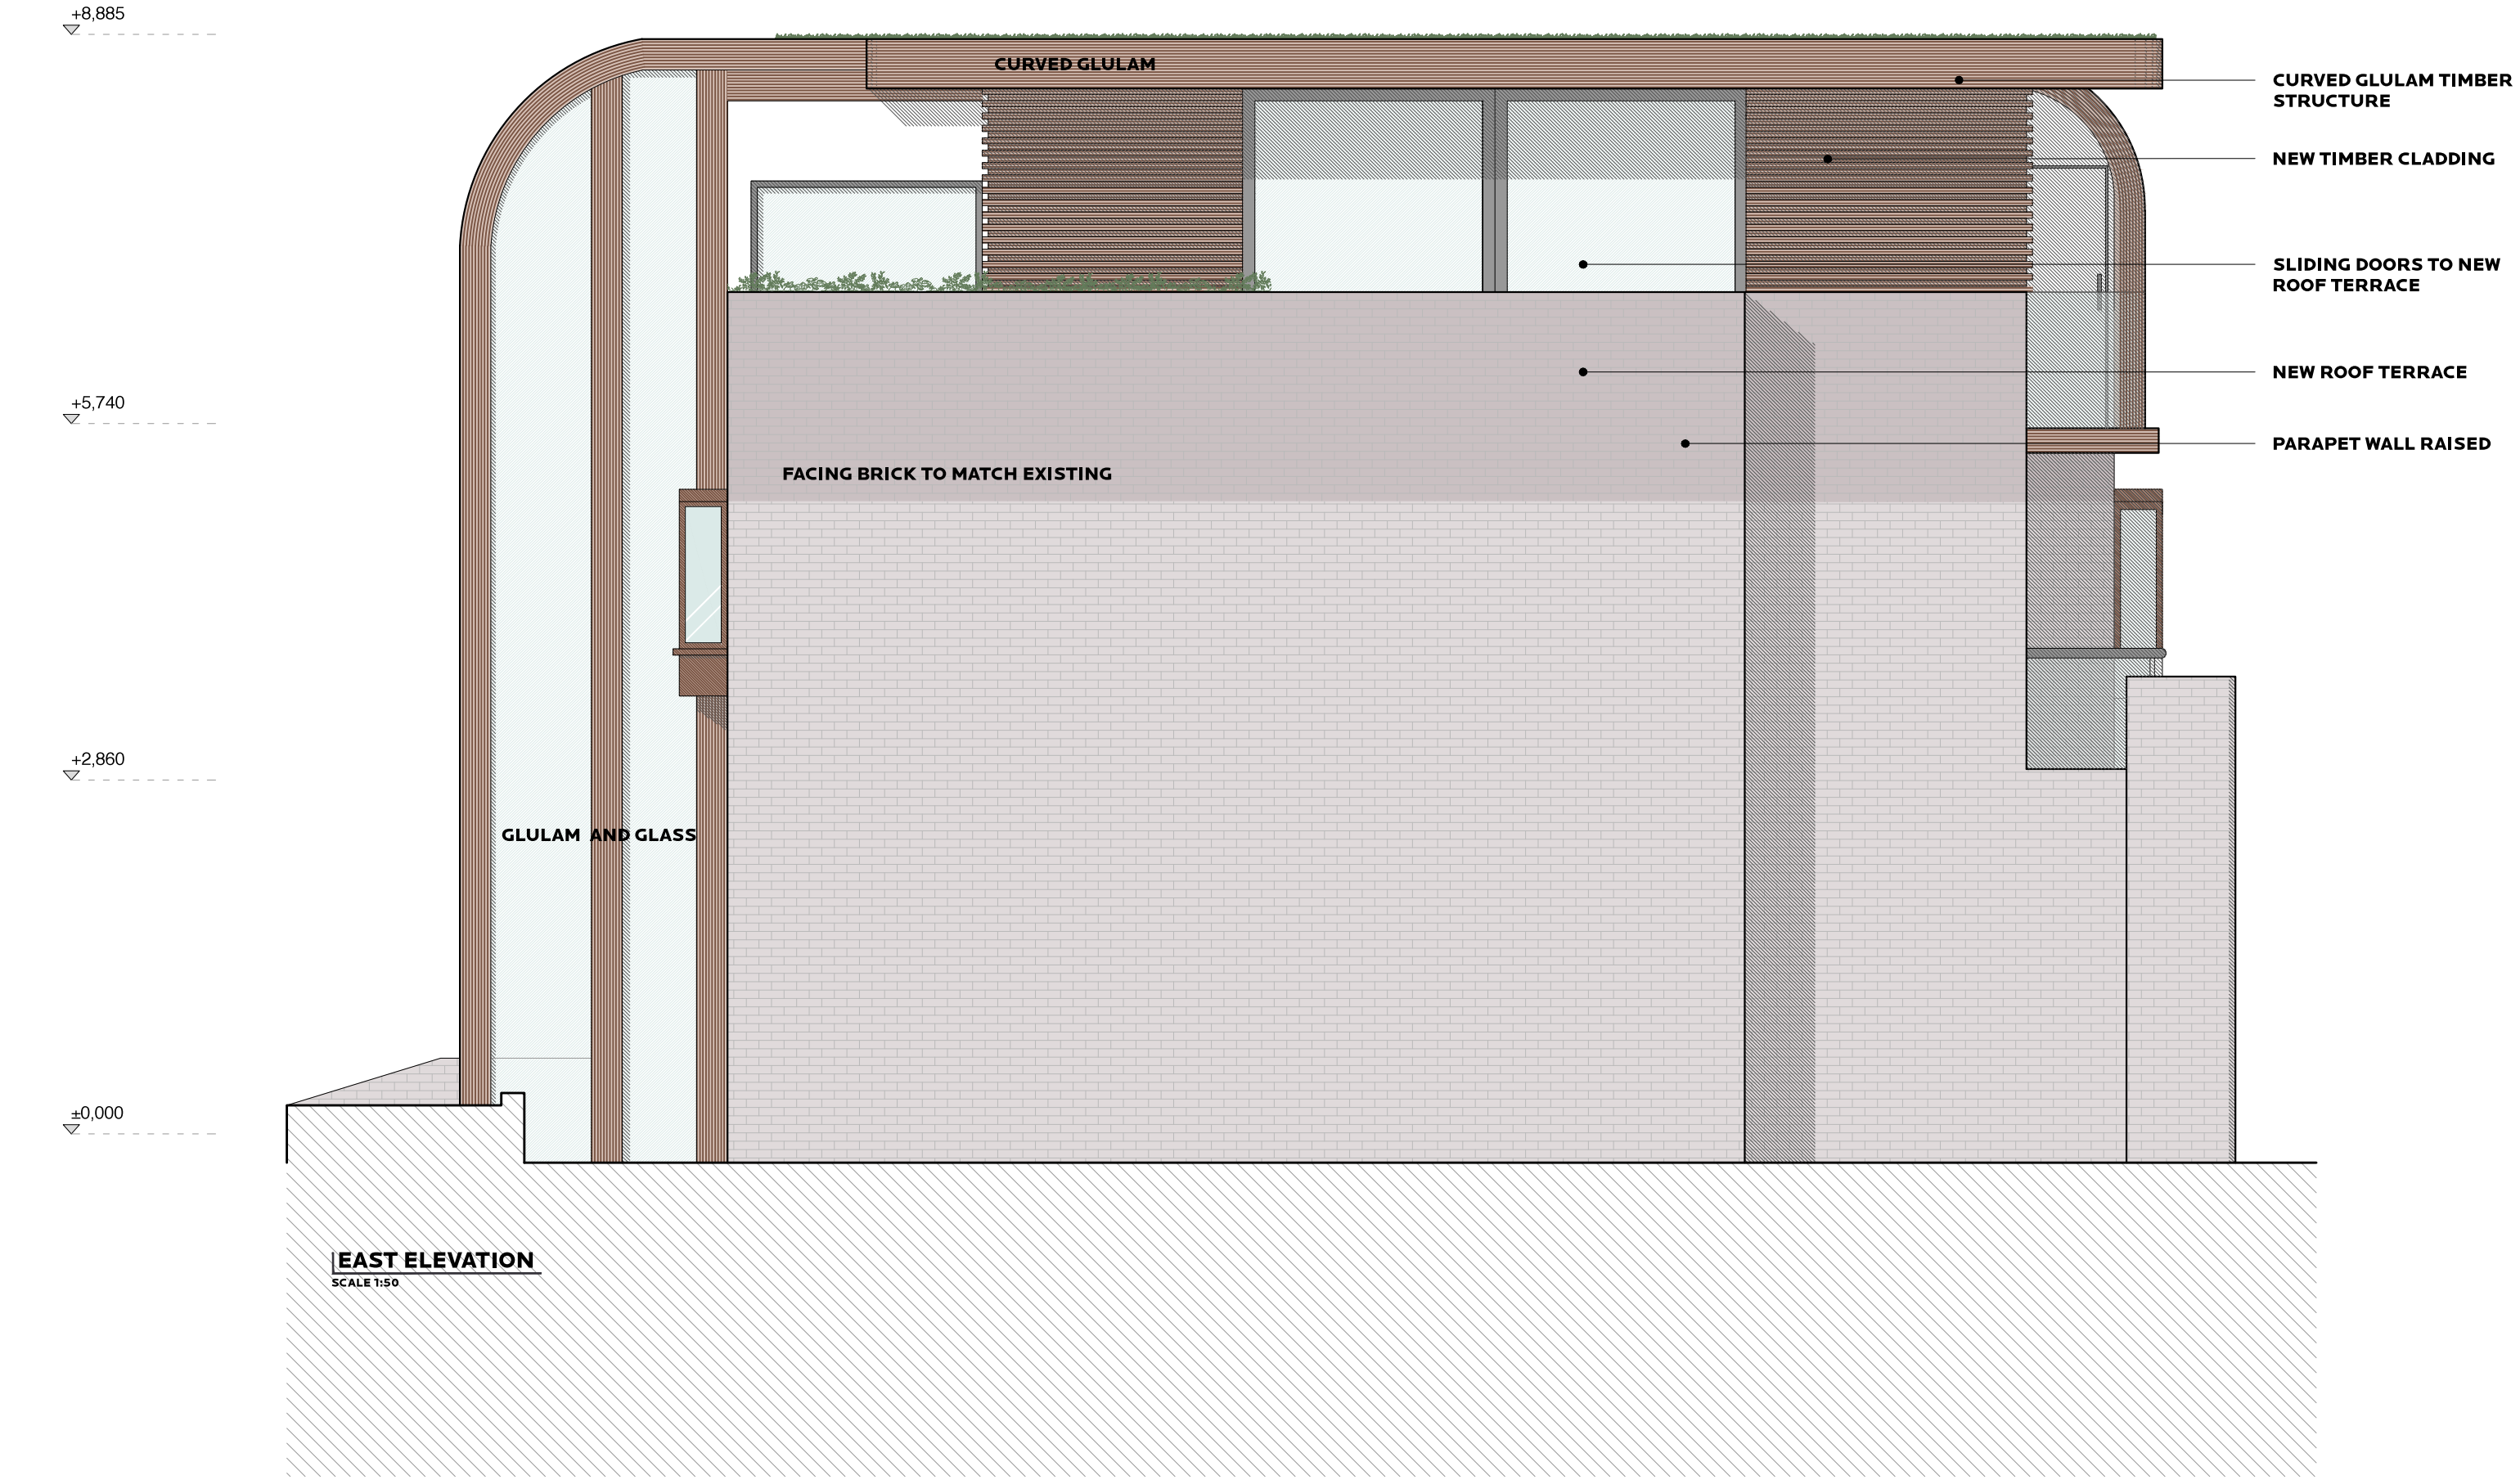 +8,885
CURVED GLULAM
CURVED GLULAM TIMBER
STRUCTURE
NEW TIMBER CLADDING
SLIDING DOORS TO NEW
ROOF TERRACE
NEW ROOF TERRACE
+5,740
PARAPET WALL RAISED
FACING BRICK TO MATCH EXISTING
+2,860
GLULAM AND GLASS
±0,000
EAST ELEVATION
SCALE 1:50